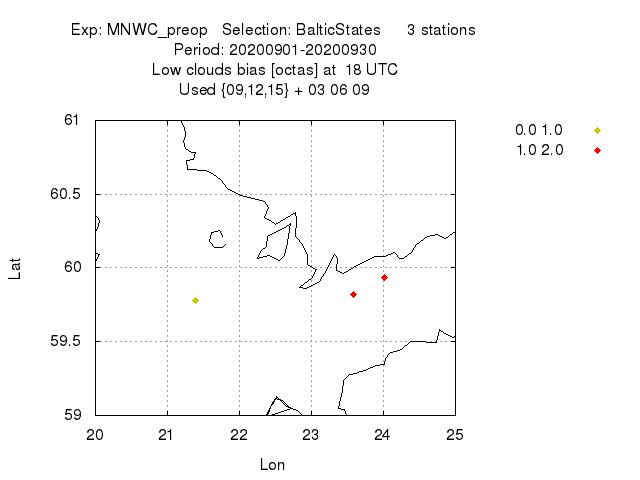 Exp: MNWC_preop   Selection: BalticStates      3 stations
Period: 20200901-20200930
Low clouds bias [octas] at  18 UTC
Used {09,12,15} + 03 06 09
0.0 1.0
1.0 2.0
61
60.5
60
59.5
59
Lat
20 21 22 23 24 25
Lon